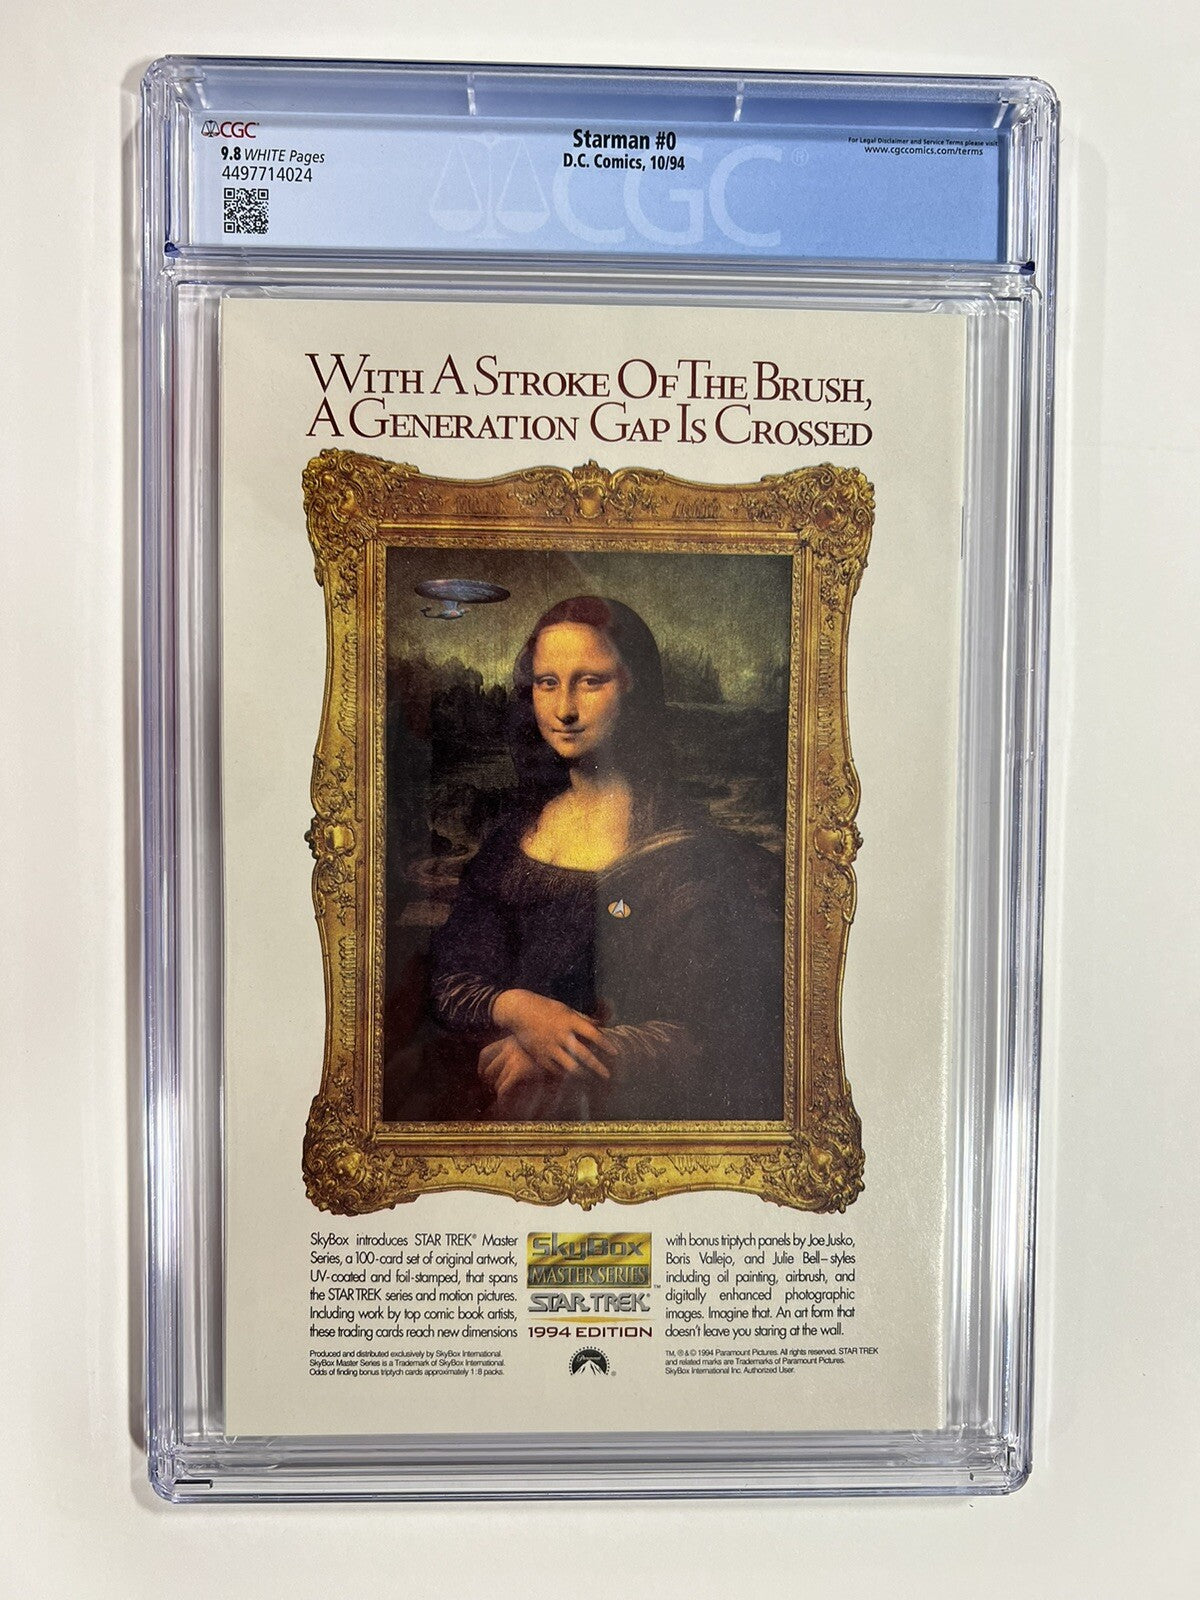 CGC
9.8 WHITE Pages
4497714024
Starman #0
D.C. Comics, 10/94
For Legal Disclaimer and Service Terms please visit
www.cgccomics.com/terms
CGC®
WITH A STROKE OF THE BRUSH,
A GENERATION GAP IS CROSSED
SkyBox introduces STAR TREK® Master
Series, a 100-card set of original artwork,
UV-coated and foil-stamped, that spans
the STAR TREK series and motion pictures.
Including work by top comic book artists,
these trading cards reach new dimensions
Produced and distributed exclusively by SkyBox International.
SkyBox Master Series is a Trademark of SkyBox International.
Odds of finding bonus triptych cards approximately 1:8 packs.
SkyBox
MASTER SERIES™
STAR TREK®
1994 EDITION
Paramount®
with bonus triptych panels by Joe Jusko,
Boris Vallejo, and Julie Bell–styles
including oil painting, airbrush, and
digitally enhanced photographic
images. Imagine that. An art form that
doesn't leave you staring at the wall.
TM, ® & © 1994 Paramount Pictures. All rights reserved. STAR TREK
and related marks are Trademarks of Paramount Pictures.
SkyBox International Inc. Authorized User.